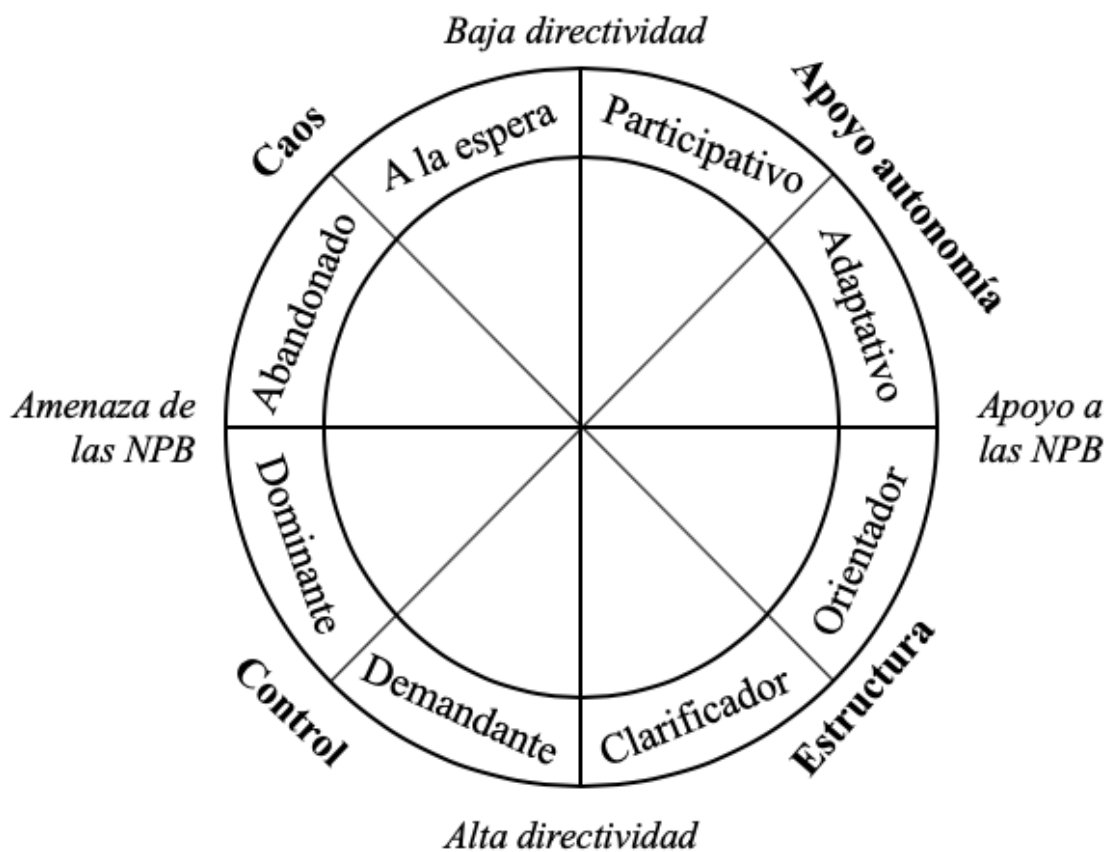 Baja directividad
Caos
Apoyo autonomía
A la espera
Participativo
Abandonado
Adaptativo
Amenaza de
las NPB
Apoyo a
las NPB
Dominante
Orientador
Demandante
Clarificador
Control
Estructura
Alta directividad